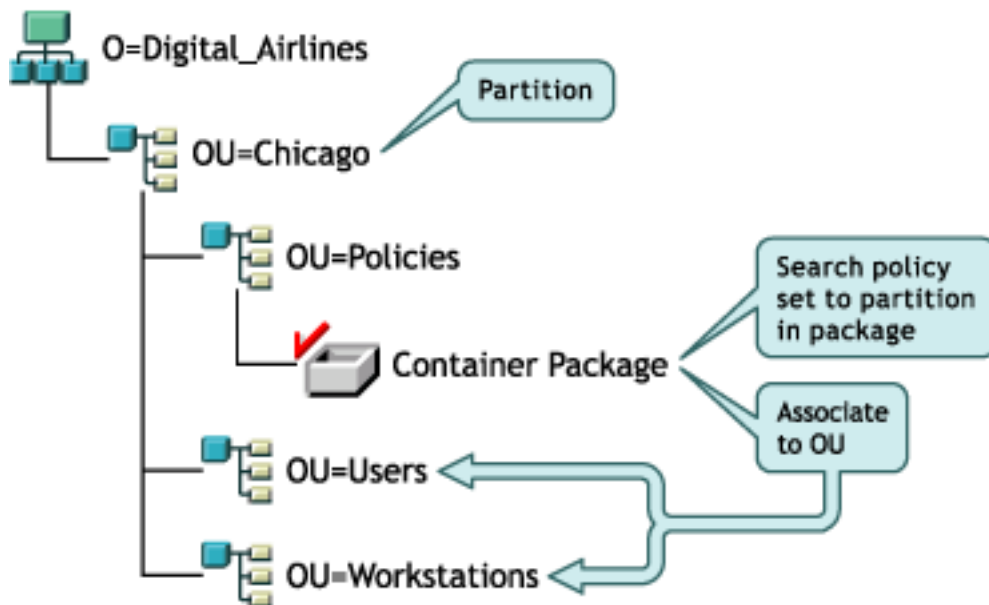 O=Digital_Airlines
Partition
OU=Chicago
OU=Policies
Search policy
set to partition
in package
Container Package
Associate
to OU
OU=Users
OU=Workstations